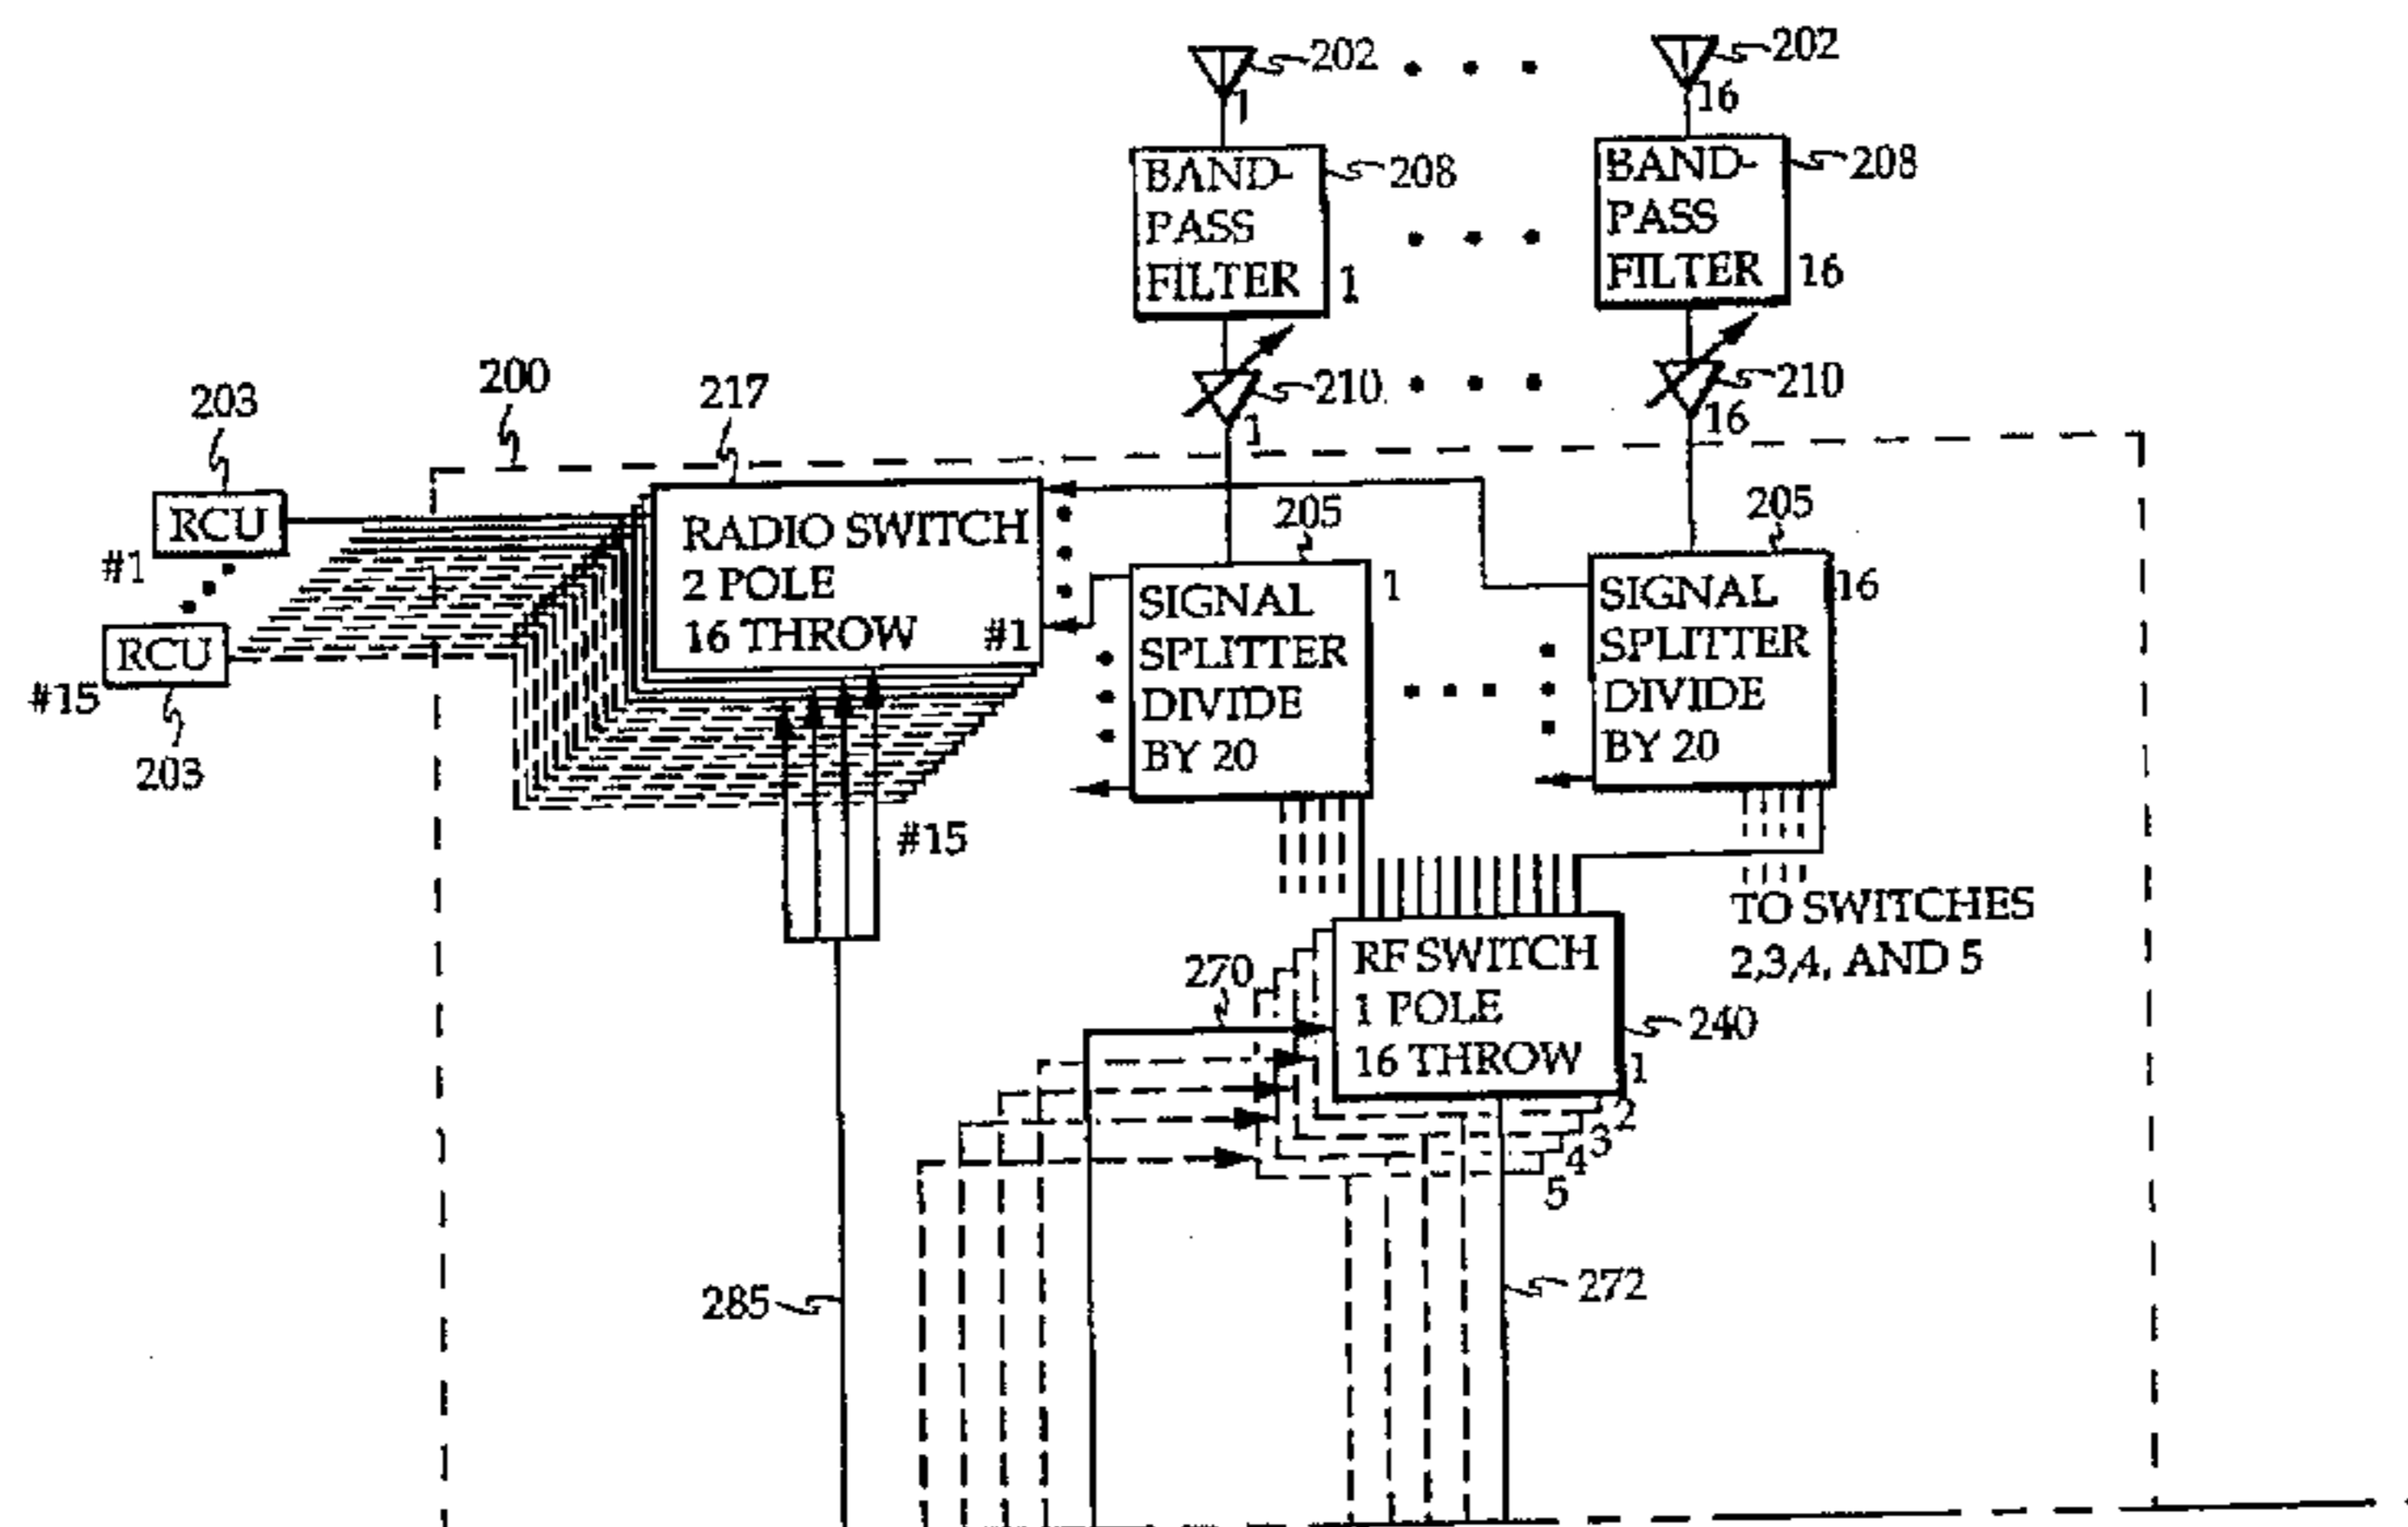 202
202
1
16
BAND-
PASS
FILTER
1
208
BAND-
PASS
FILTER
16
208
210
1
210
16
200
217
203
RCU
#1
RCU
#15
203
RADIO SWITCH
2 POLE
16 THROW #1
#15
205
SIGNAL
SPLITTER
DIVIDE
BY 20
1
205
SIGNAL
SPLITTER
DIVIDE
BY 20
16
TO SWITCHES
2,3,4, AND 5
270
RF SWITCH
1 POLE
16 THROW
240
1
2
3
4
5
285
272